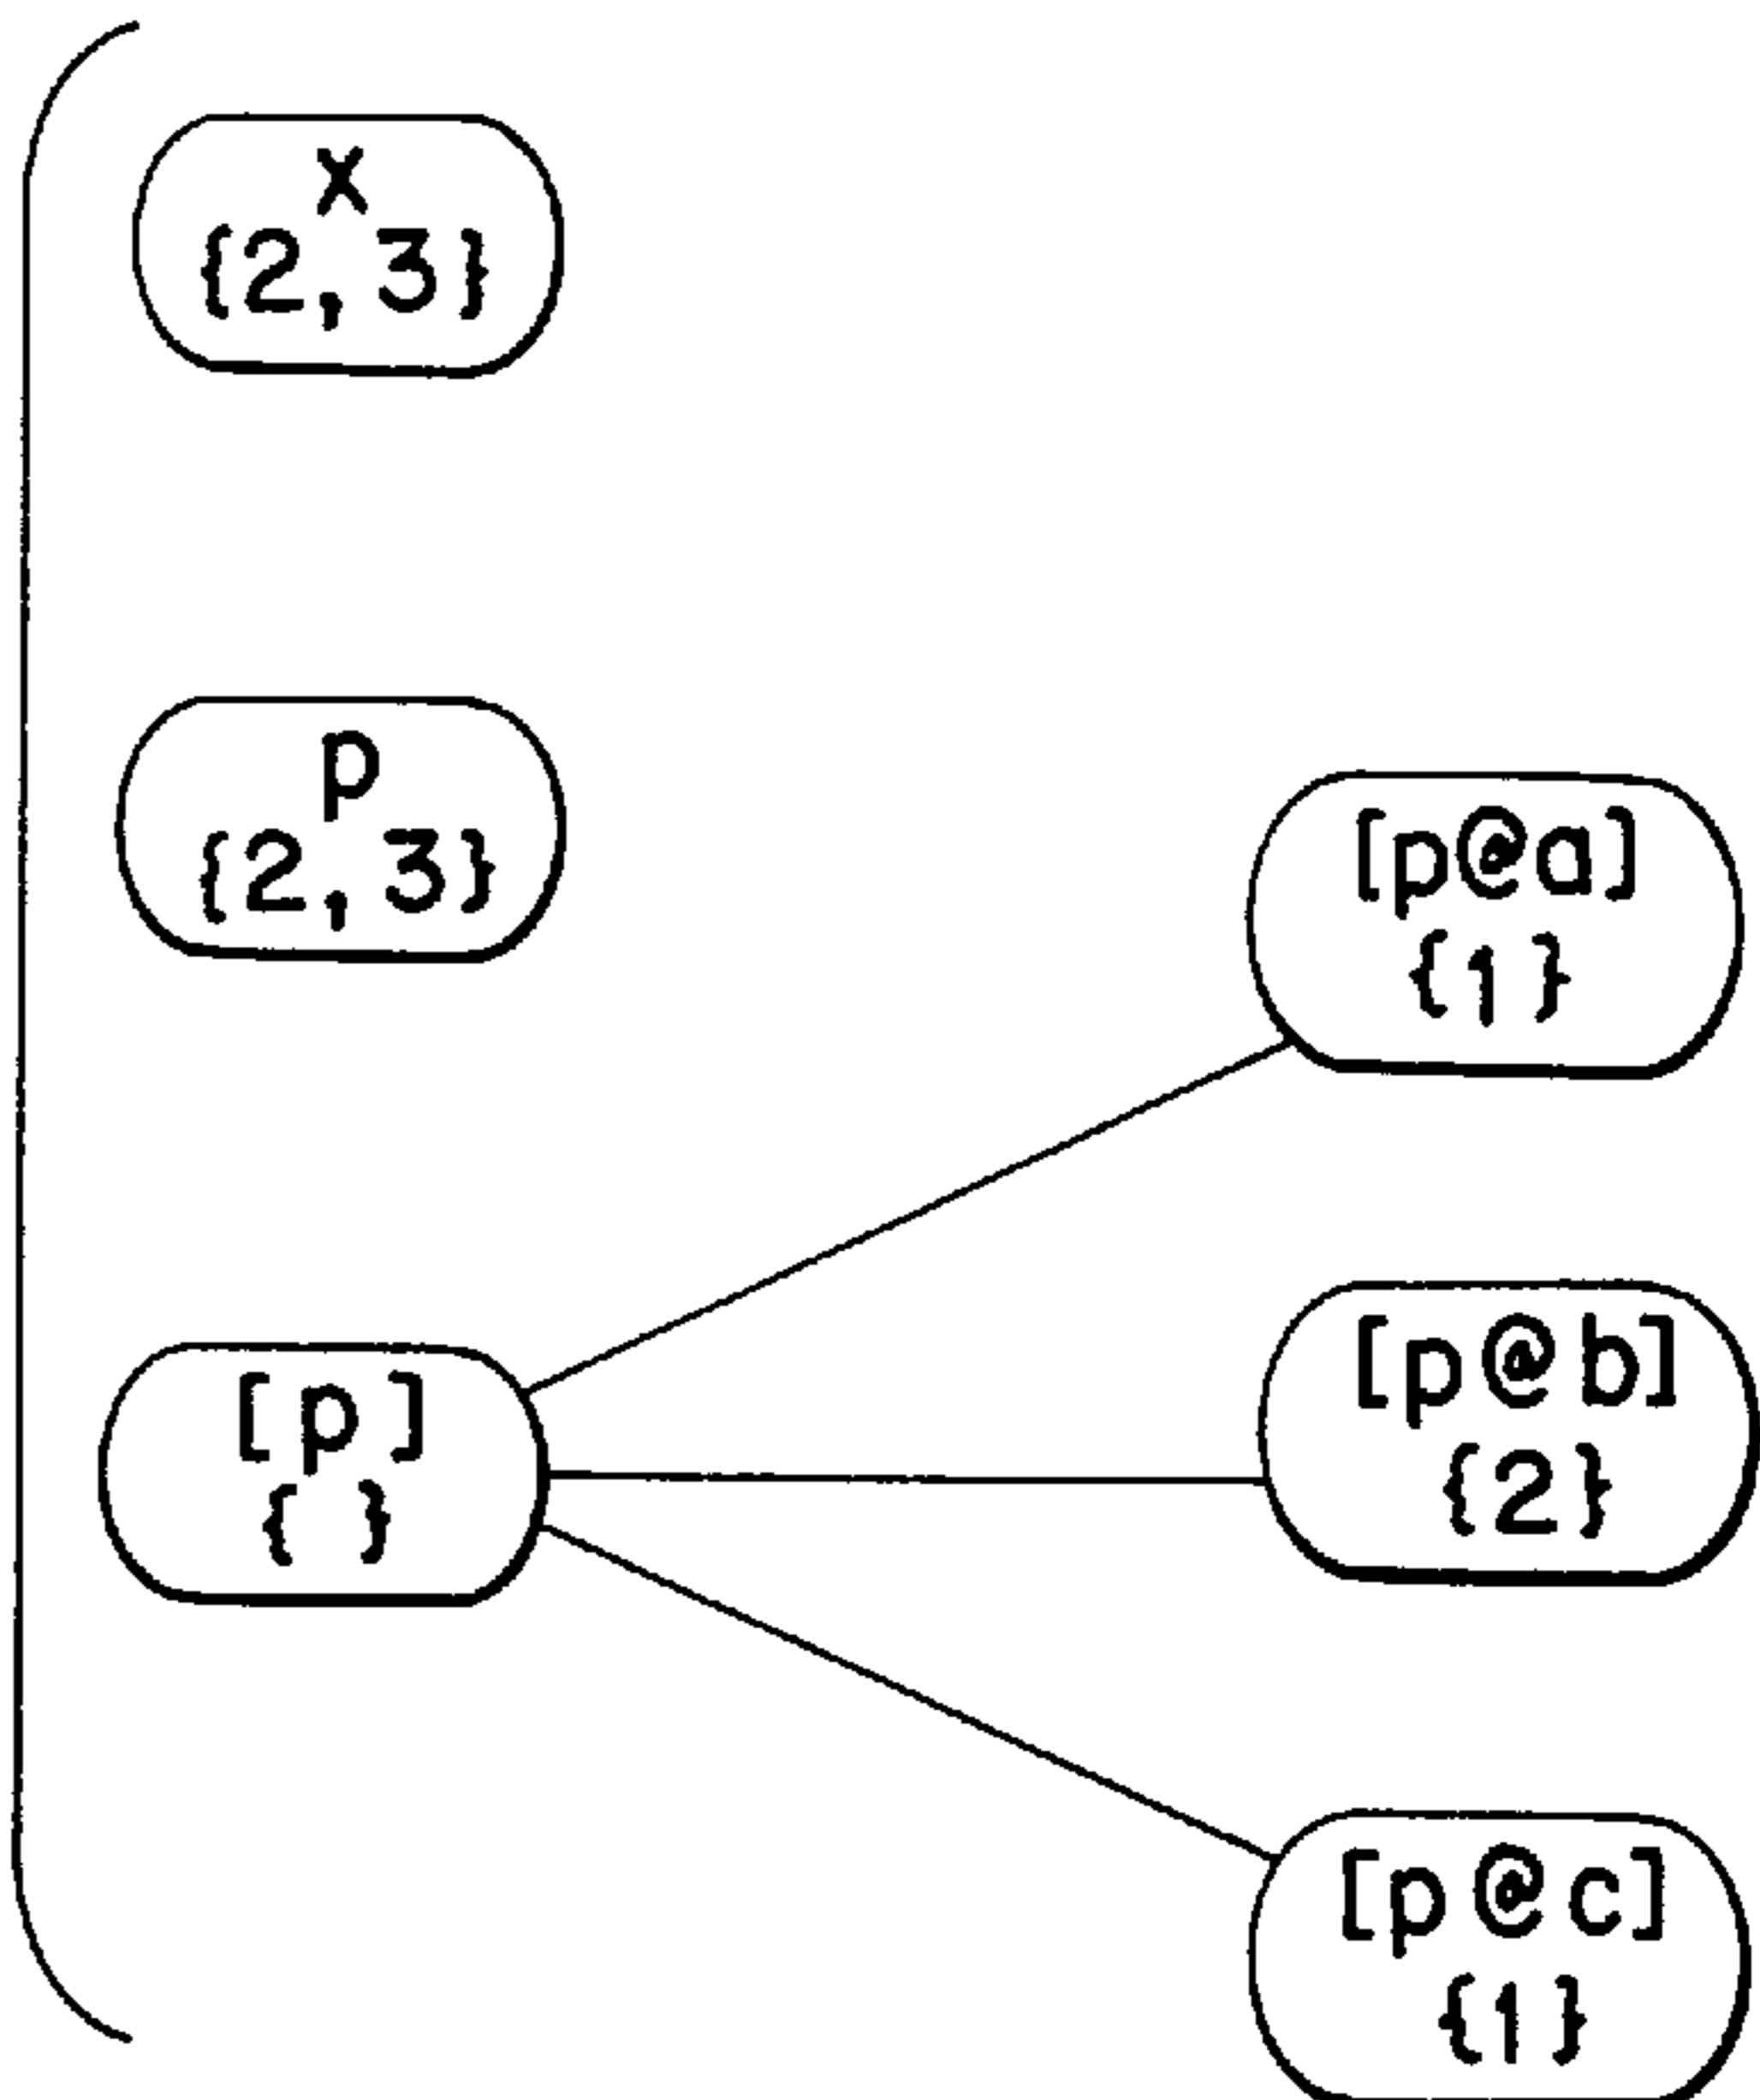 x
{2,3}
p
{2,3}
[p@a]
{1}
[p]
{ }
[p@b]
{2}
[p@c]
{1}